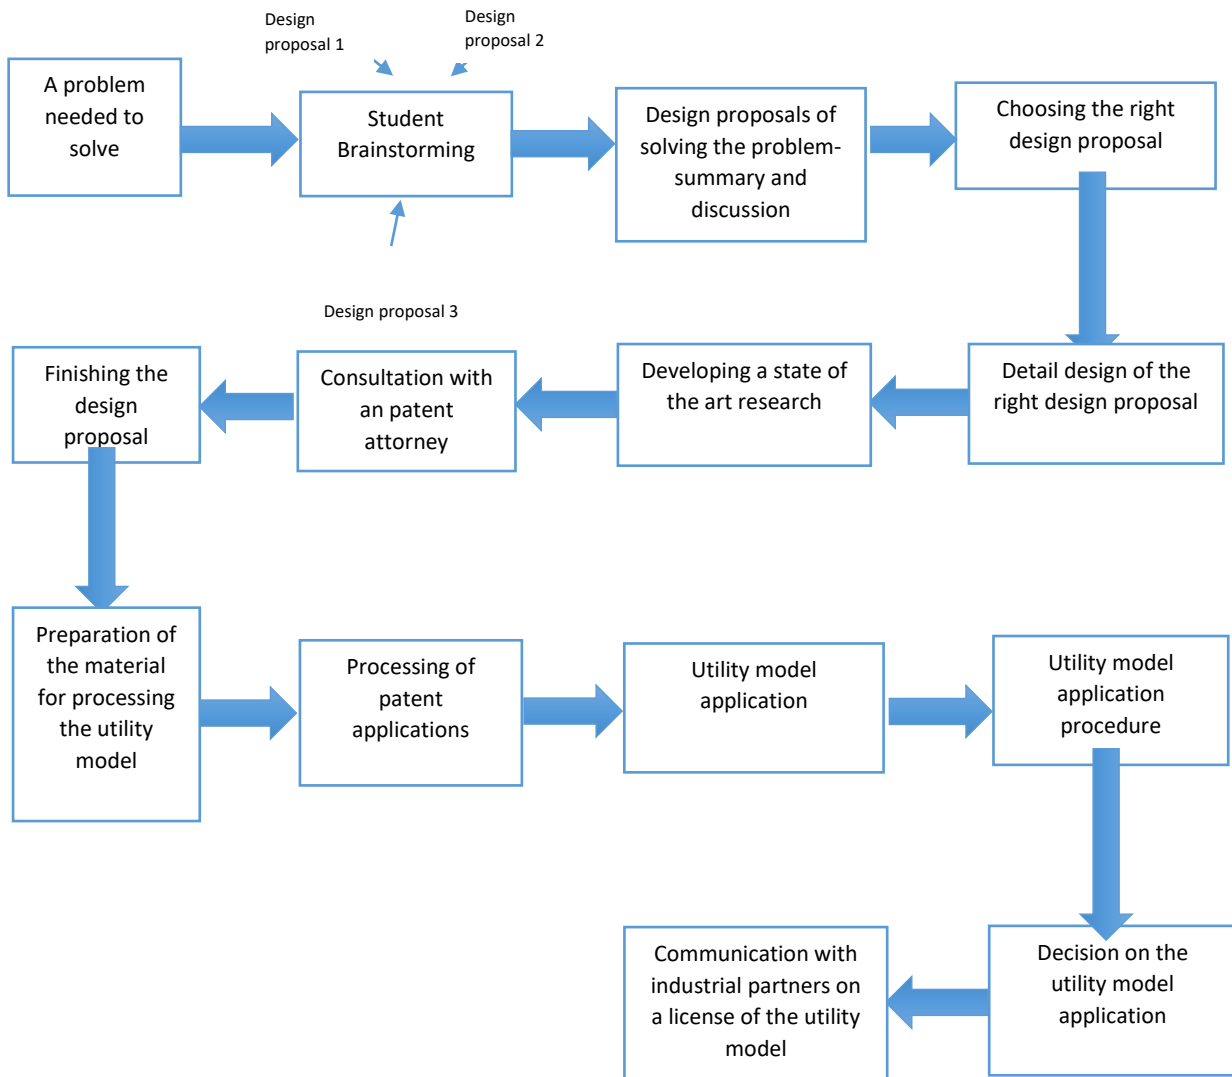 Design
proposal 1
Design
proposal 2
A problem
needed to
solve
Student
Brainstorming
Design proposals of
solving the problem-
summary and
discussion
Choosing the right
design proposal
Design proposal 3
Finishing the
design
proposal
Consultation with
an patent
attorney
Developing a state of
the art research
Detail design of the
right design proposal
Preparation of
the material
for processing
the utility
model
Processing of
patent
applications
Utility model
application
Utility model
application
procedure
Communication with
industrial partners on
a license of the utility
model
Decision on the
utility model
application